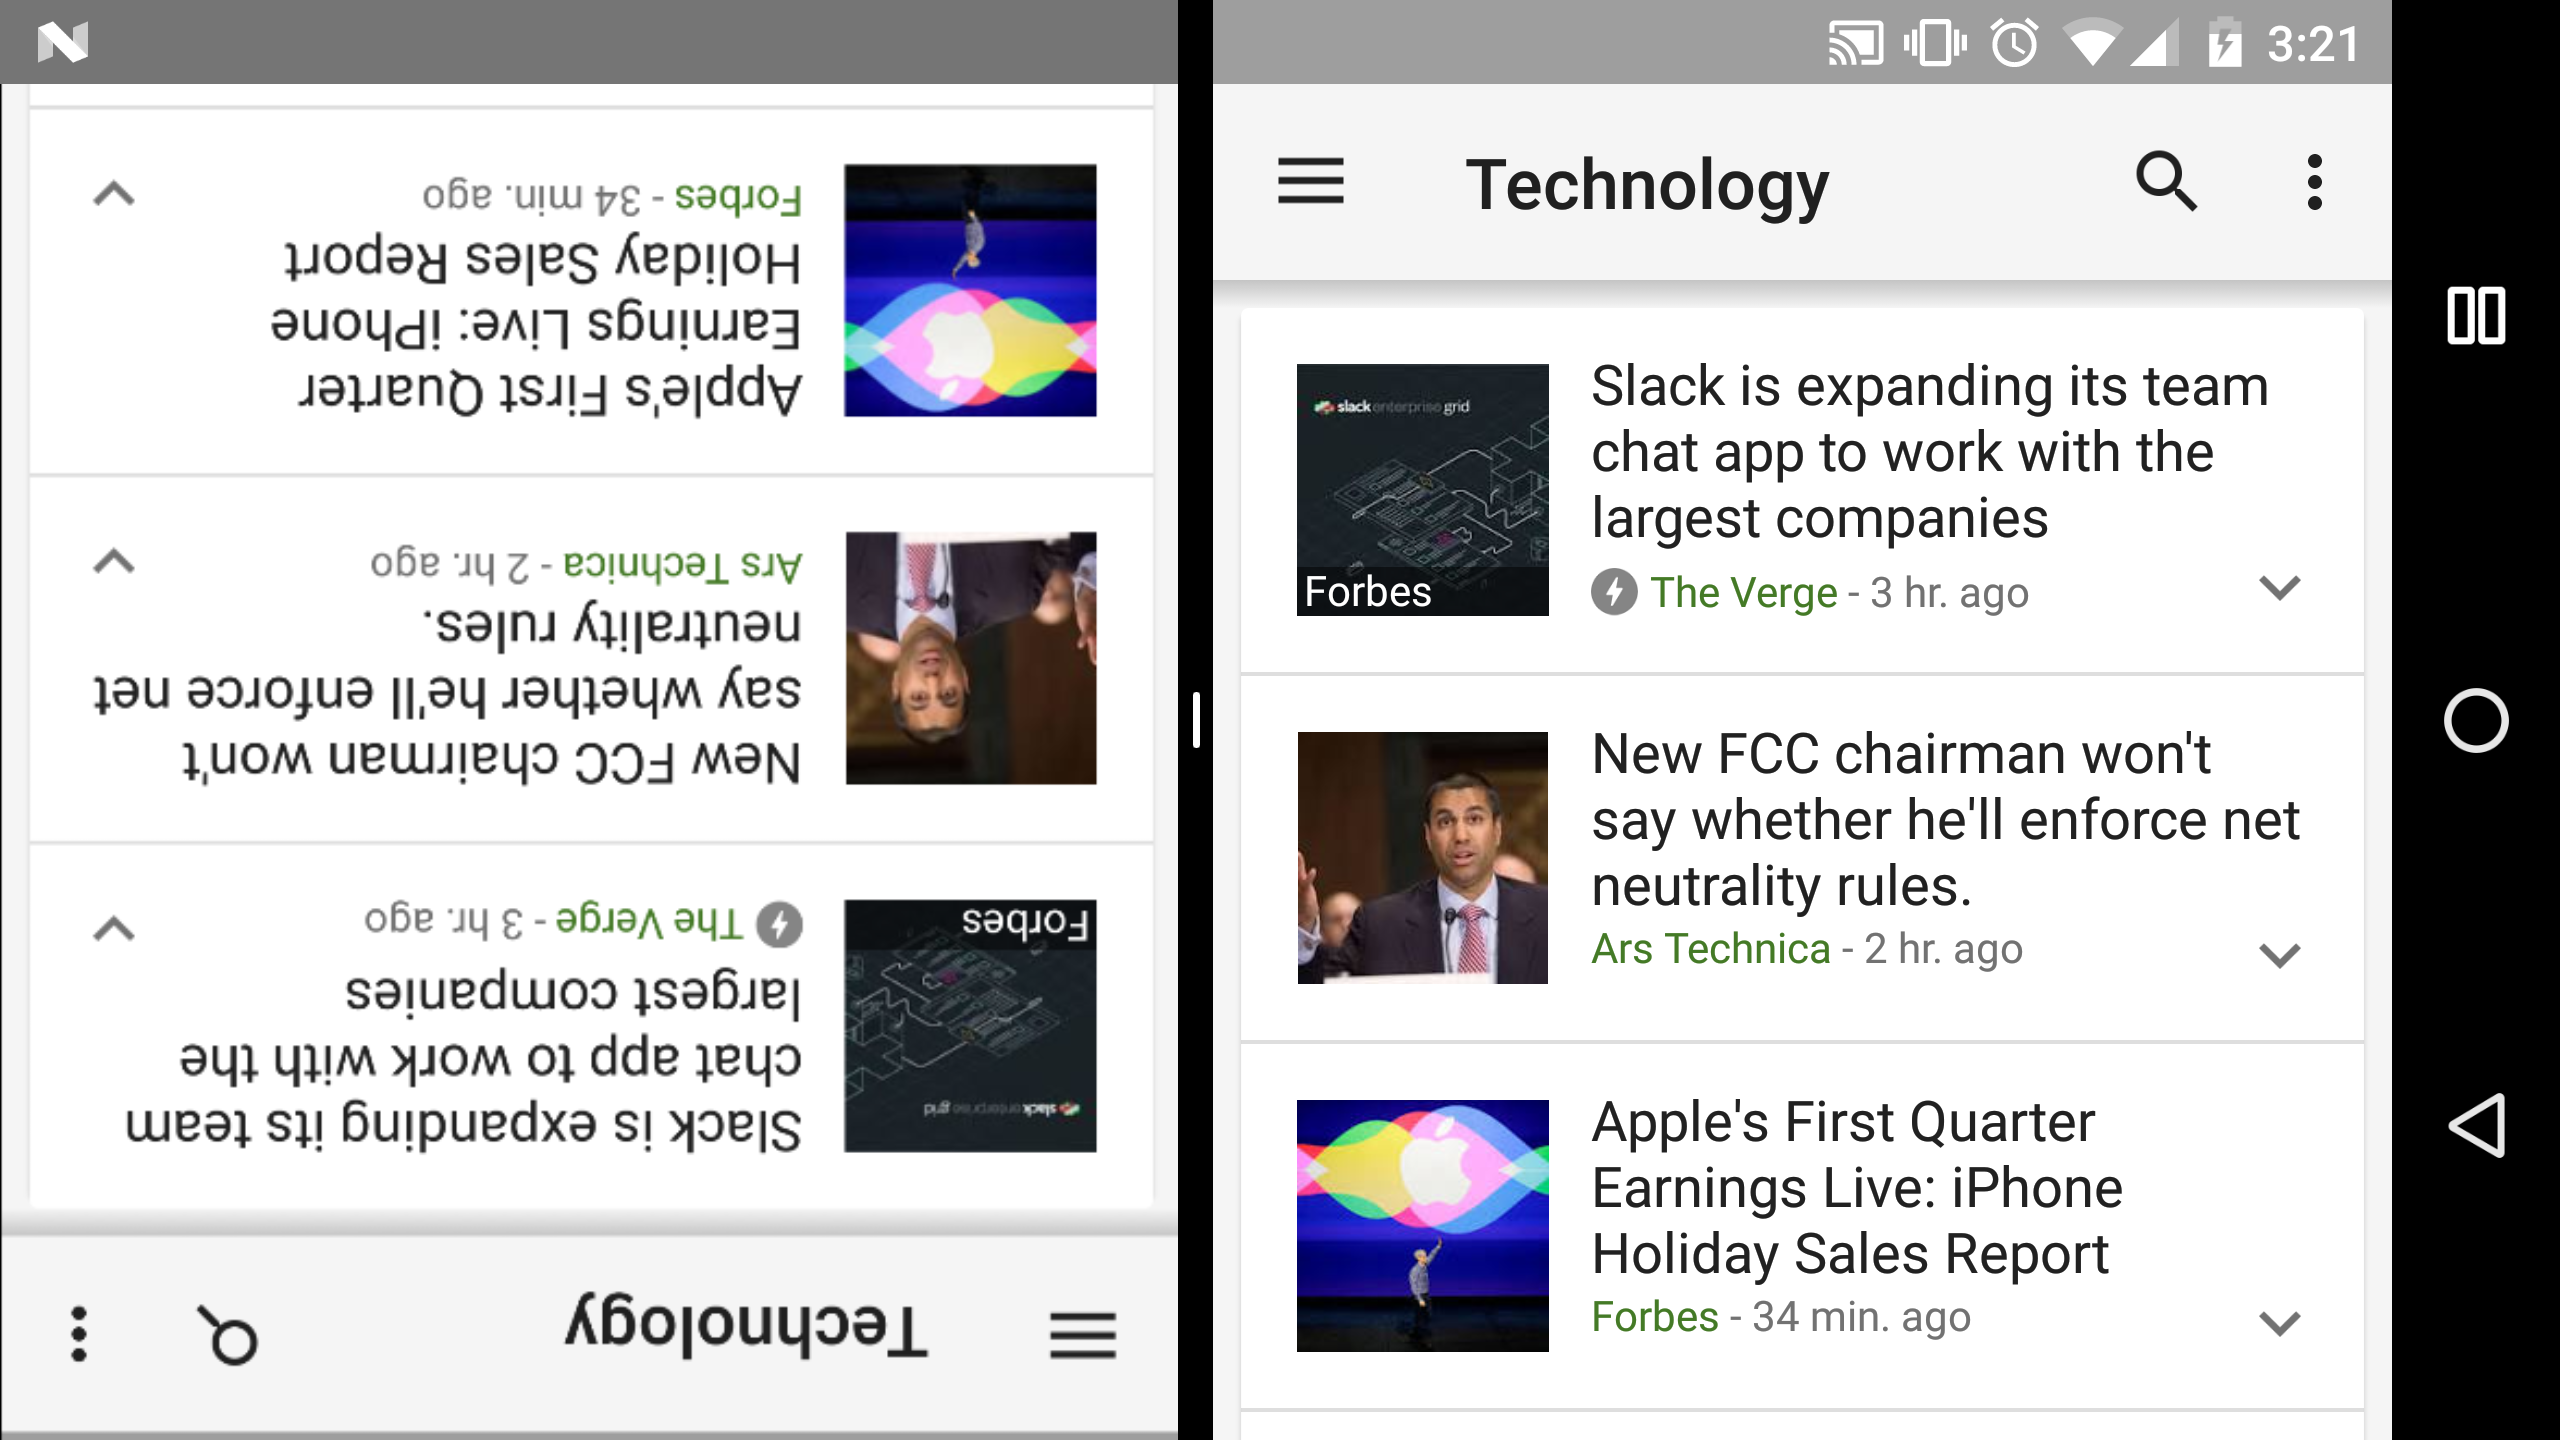 Forbes - 34 min. ago
Holiday Sales Report
Earnings Live: iPhone
Apple's First Quarter
Ars Technica - 2 hr. ago
neutrality rules.
say whether he'll enforce net
New FCC chairman won't
The Verge - 3 hr. ago
Forbes
largest companies
chat app to work with the
Slack is expanding its team
slack enterprise grid
Technology
3:21
Technology
Slack is expanding its team
chat app to work with the
largest companies
The Verge - 3 hr. ago
slack enterprise grid
Forbes
New FCC chairman won't
say whether he'll enforce net
neutrality rules.
Ars Technica - 2 hr. ago
Apple's First Quarter
Earnings Live: iPhone
Holiday Sales Report
Forbes - 34 min. ago